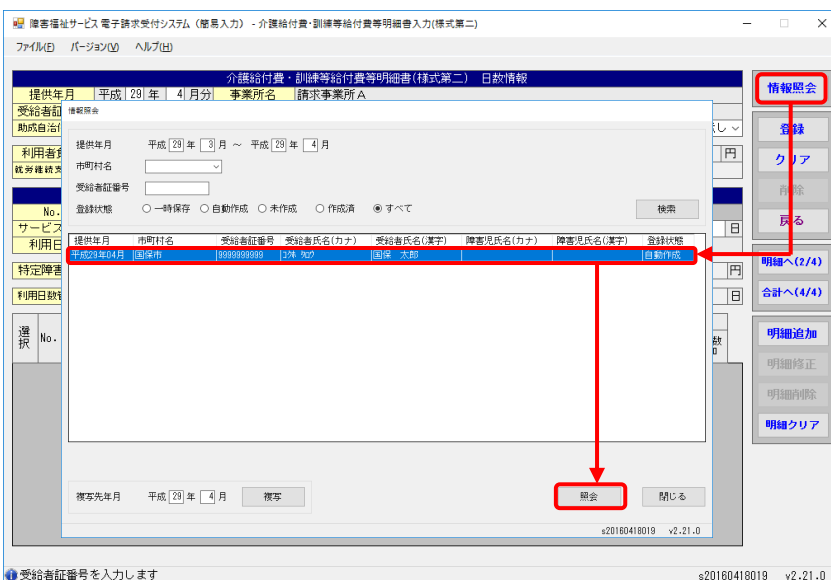 障害福祉サービス 電子請求受付システム（簡易入力） - 介護給付費・訓練等給付費等明細書入力(様式第二)
ファイル(F) バージョン(V) ヘルプ(H)
介護給付費・訓練等給付費等明細書(様式第二) 日数情報
提供年月 平成 29 年 4 月分 事業所名 請求事業所A
情報照会
受給者証
情報照会
助成自治体
登録
提供年月 平成 29 年 3 月 ～ 平成 29 年 4 月
利用者負
円
クリア
市町村名
就労継続支
受給者証番号
削除
登録状態 一時保存 自動作成 未作成 作成済 すべて 検索
No.
戻る
サービス
日
提供年月 市町村名 受給者証番号 受給者氏名(カナ) 受給者氏名(漢字) 障害児氏名(カナ) 障害児氏名(漢字) 登録状態
利用日
平成29年04月 国保市 9999999999 ｺｸﾎ ﾀﾛｳ 国保 太郎 自動作成
明細へ(2/4)
特定障害
円
利用日数管
日
合計へ(4/4)
選択 No.
数
明細追加
明細修正
明細削除
明細クリア
複写先年月 平成 29 年 4 月 複写 照会 閉じる
s20160418019 v2.21.0
受給者証番号を入力します
s20160418019 v2.21.0